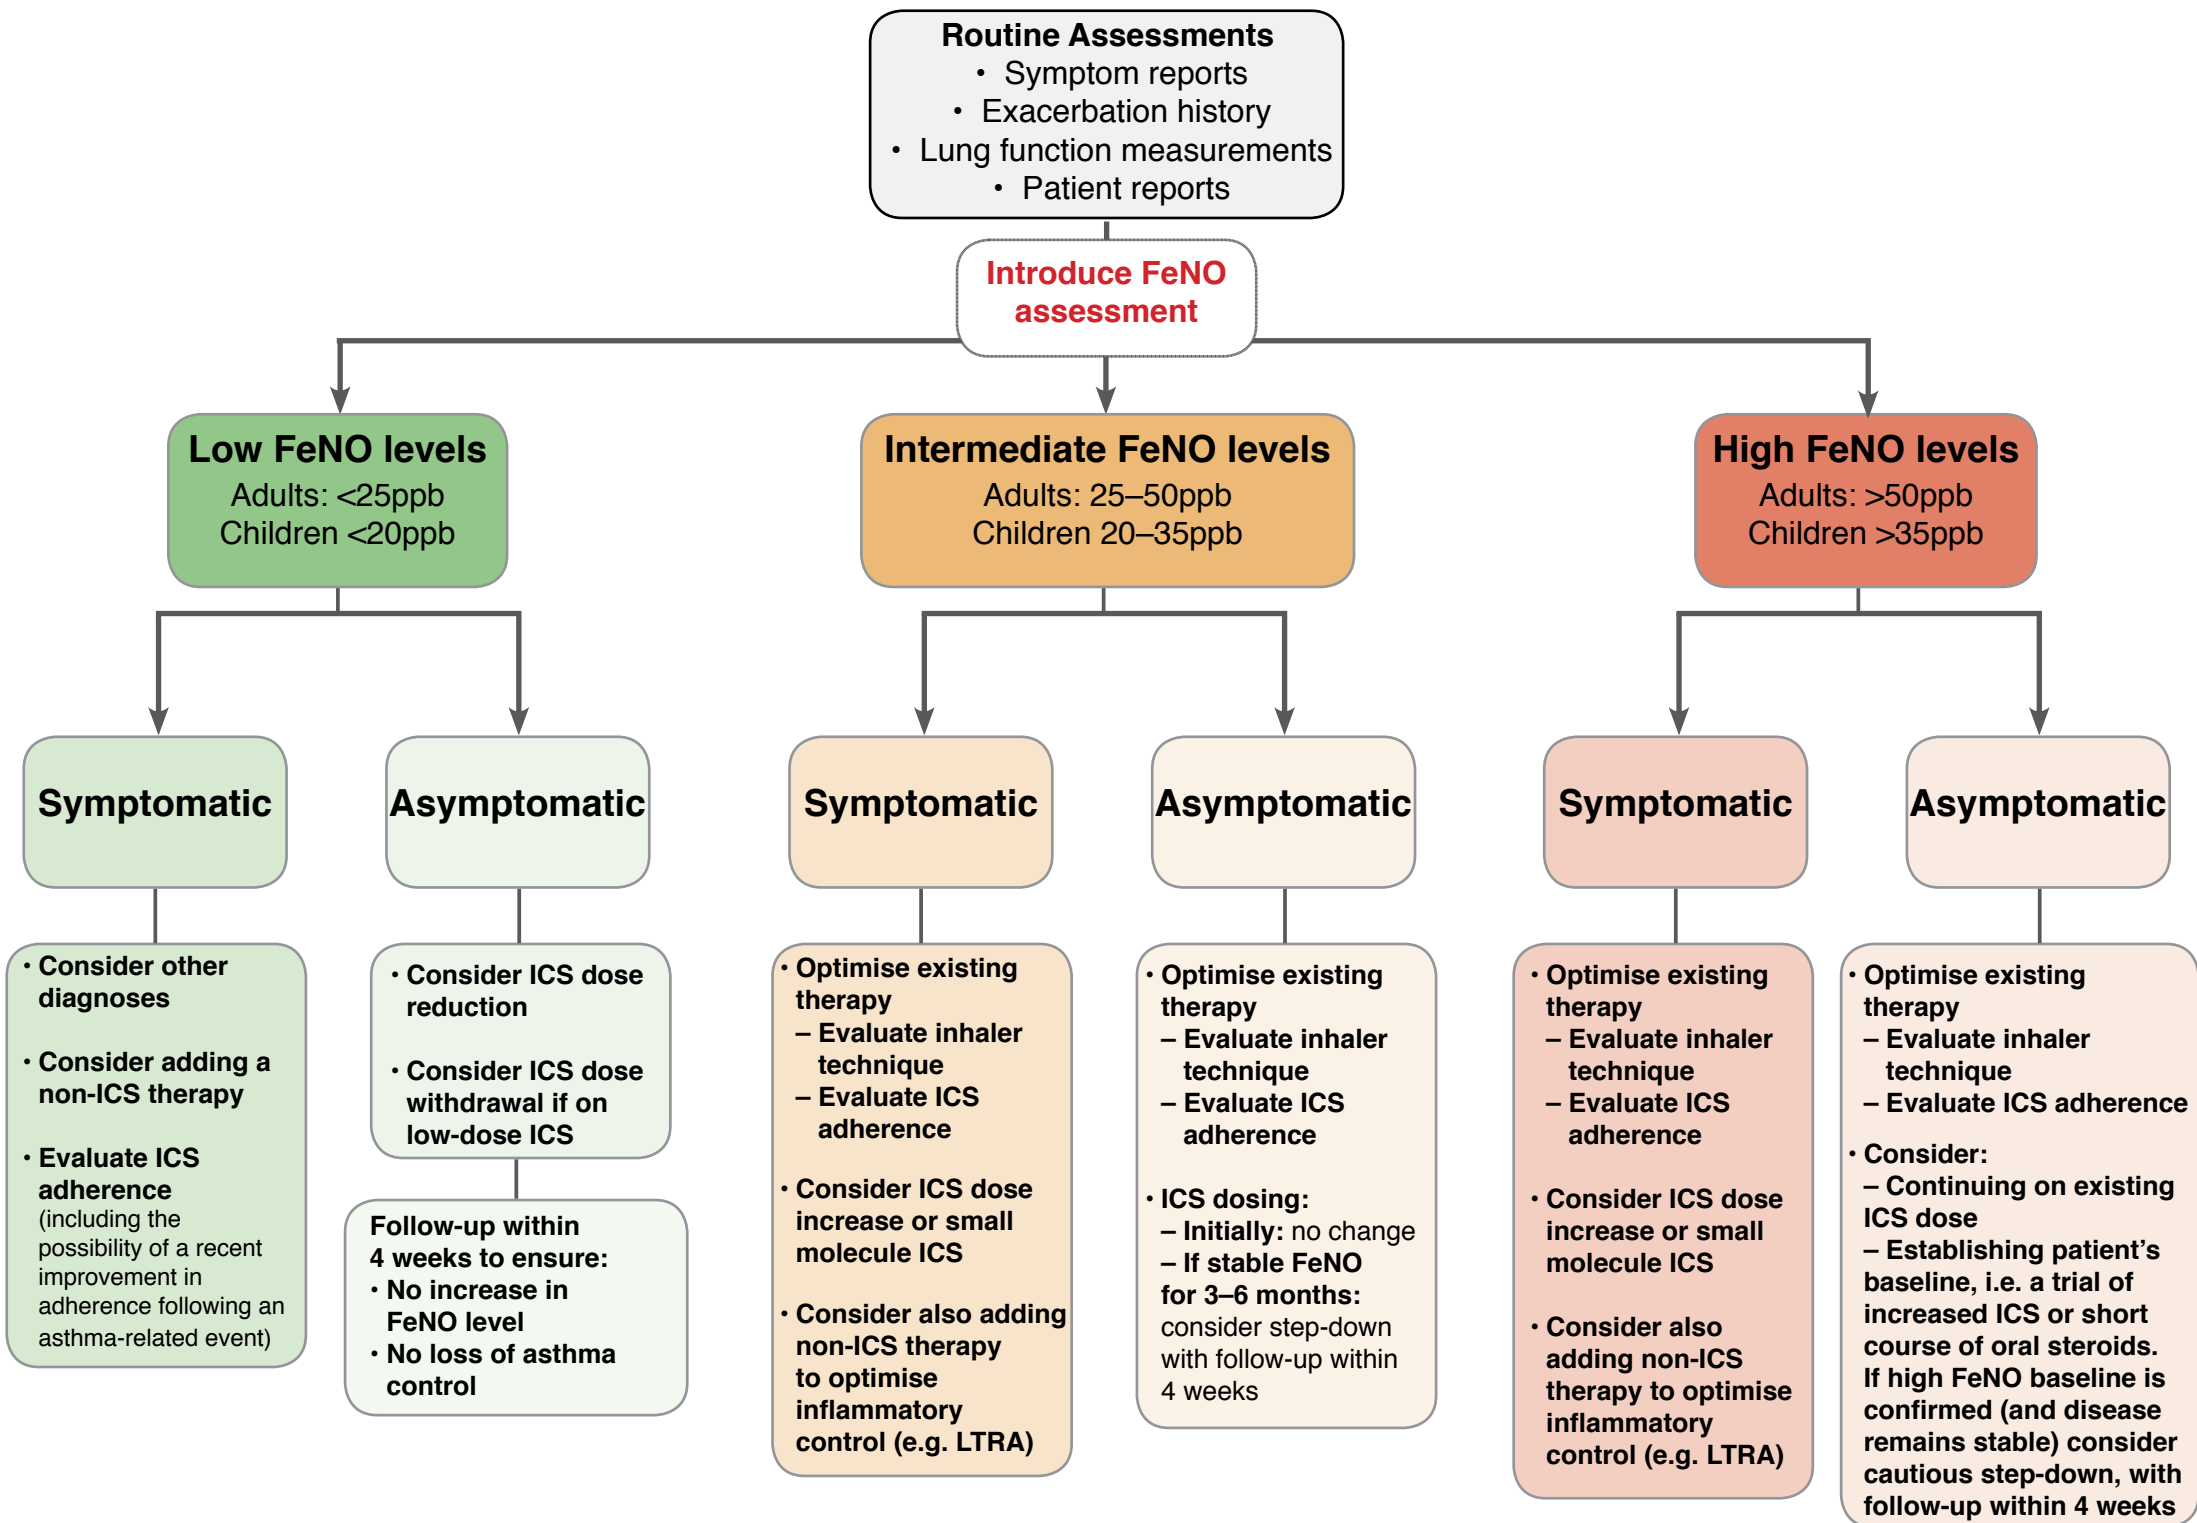 Routine Assessments
• Symptom reports
• Exacerbation history
• Lung function measurements
• Patient reports
Introduce FeNO
assessment
Low FeNO levels
Adults: <25ppb
Children <20ppb
Intermediate FeNO levels
Adults: 25–50ppb
Children 20–35ppb
High FeNO levels
Adults: >50ppb
Children >35ppb
Symptomatic
Asymptomatic
Symptomatic
Asymptomatic
Symptomatic
Asymptomatic
• Consider other
diagnoses
• Consider adding a
non-ICS therapy
• Evaluate ICS
adherence
(including the
possibility of a recent
improvement in
adherence following an
asthma-related event)
• Consider ICS dose
reduction
• Consider ICS dose
withdrawal if on
low-dose ICS
Follow-up within
4 weeks to ensure:
• No increase in
FeNO level
• No loss of asthma
control
• Optimise existing
therapy
– Evaluate inhaler
technique
– Evaluate ICS
adherence
• Consider ICS dose
increase or small
molecule ICS
• Consider also adding
non-ICS therapy
to optimise
inflammatory
control (e.g. LTRA)
• Optimise existing
therapy
– Evaluate inhaler
technique
– Evaluate ICS
adherence
• ICS dosing:
– Initially: no change
– If stable FeNO
for 3–6 months:
consider step-down
with follow-up within
4 weeks
• Optimise existing
therapy
– Evaluate inhaler
technique
– Evaluate ICS
adherence
• Consider ICS dose
increase or small
molecule ICS
• Consider also
adding non-ICS
therapy to optimise
inflammatory
control (e.g. LTRA)
• Optimise existing
therapy
– Evaluate inhaler
technique
– Evaluate ICS adherence
• Consider:
– Continuing on existing
ICS dose
– Establishing patient's
baseline, i.e. a trial of
increased ICS or short
course of oral steroids.
If high FeNO baseline is
confirmed (and disease
remains stable) consider
cautious step-down, with
follow-up within 4 weeks